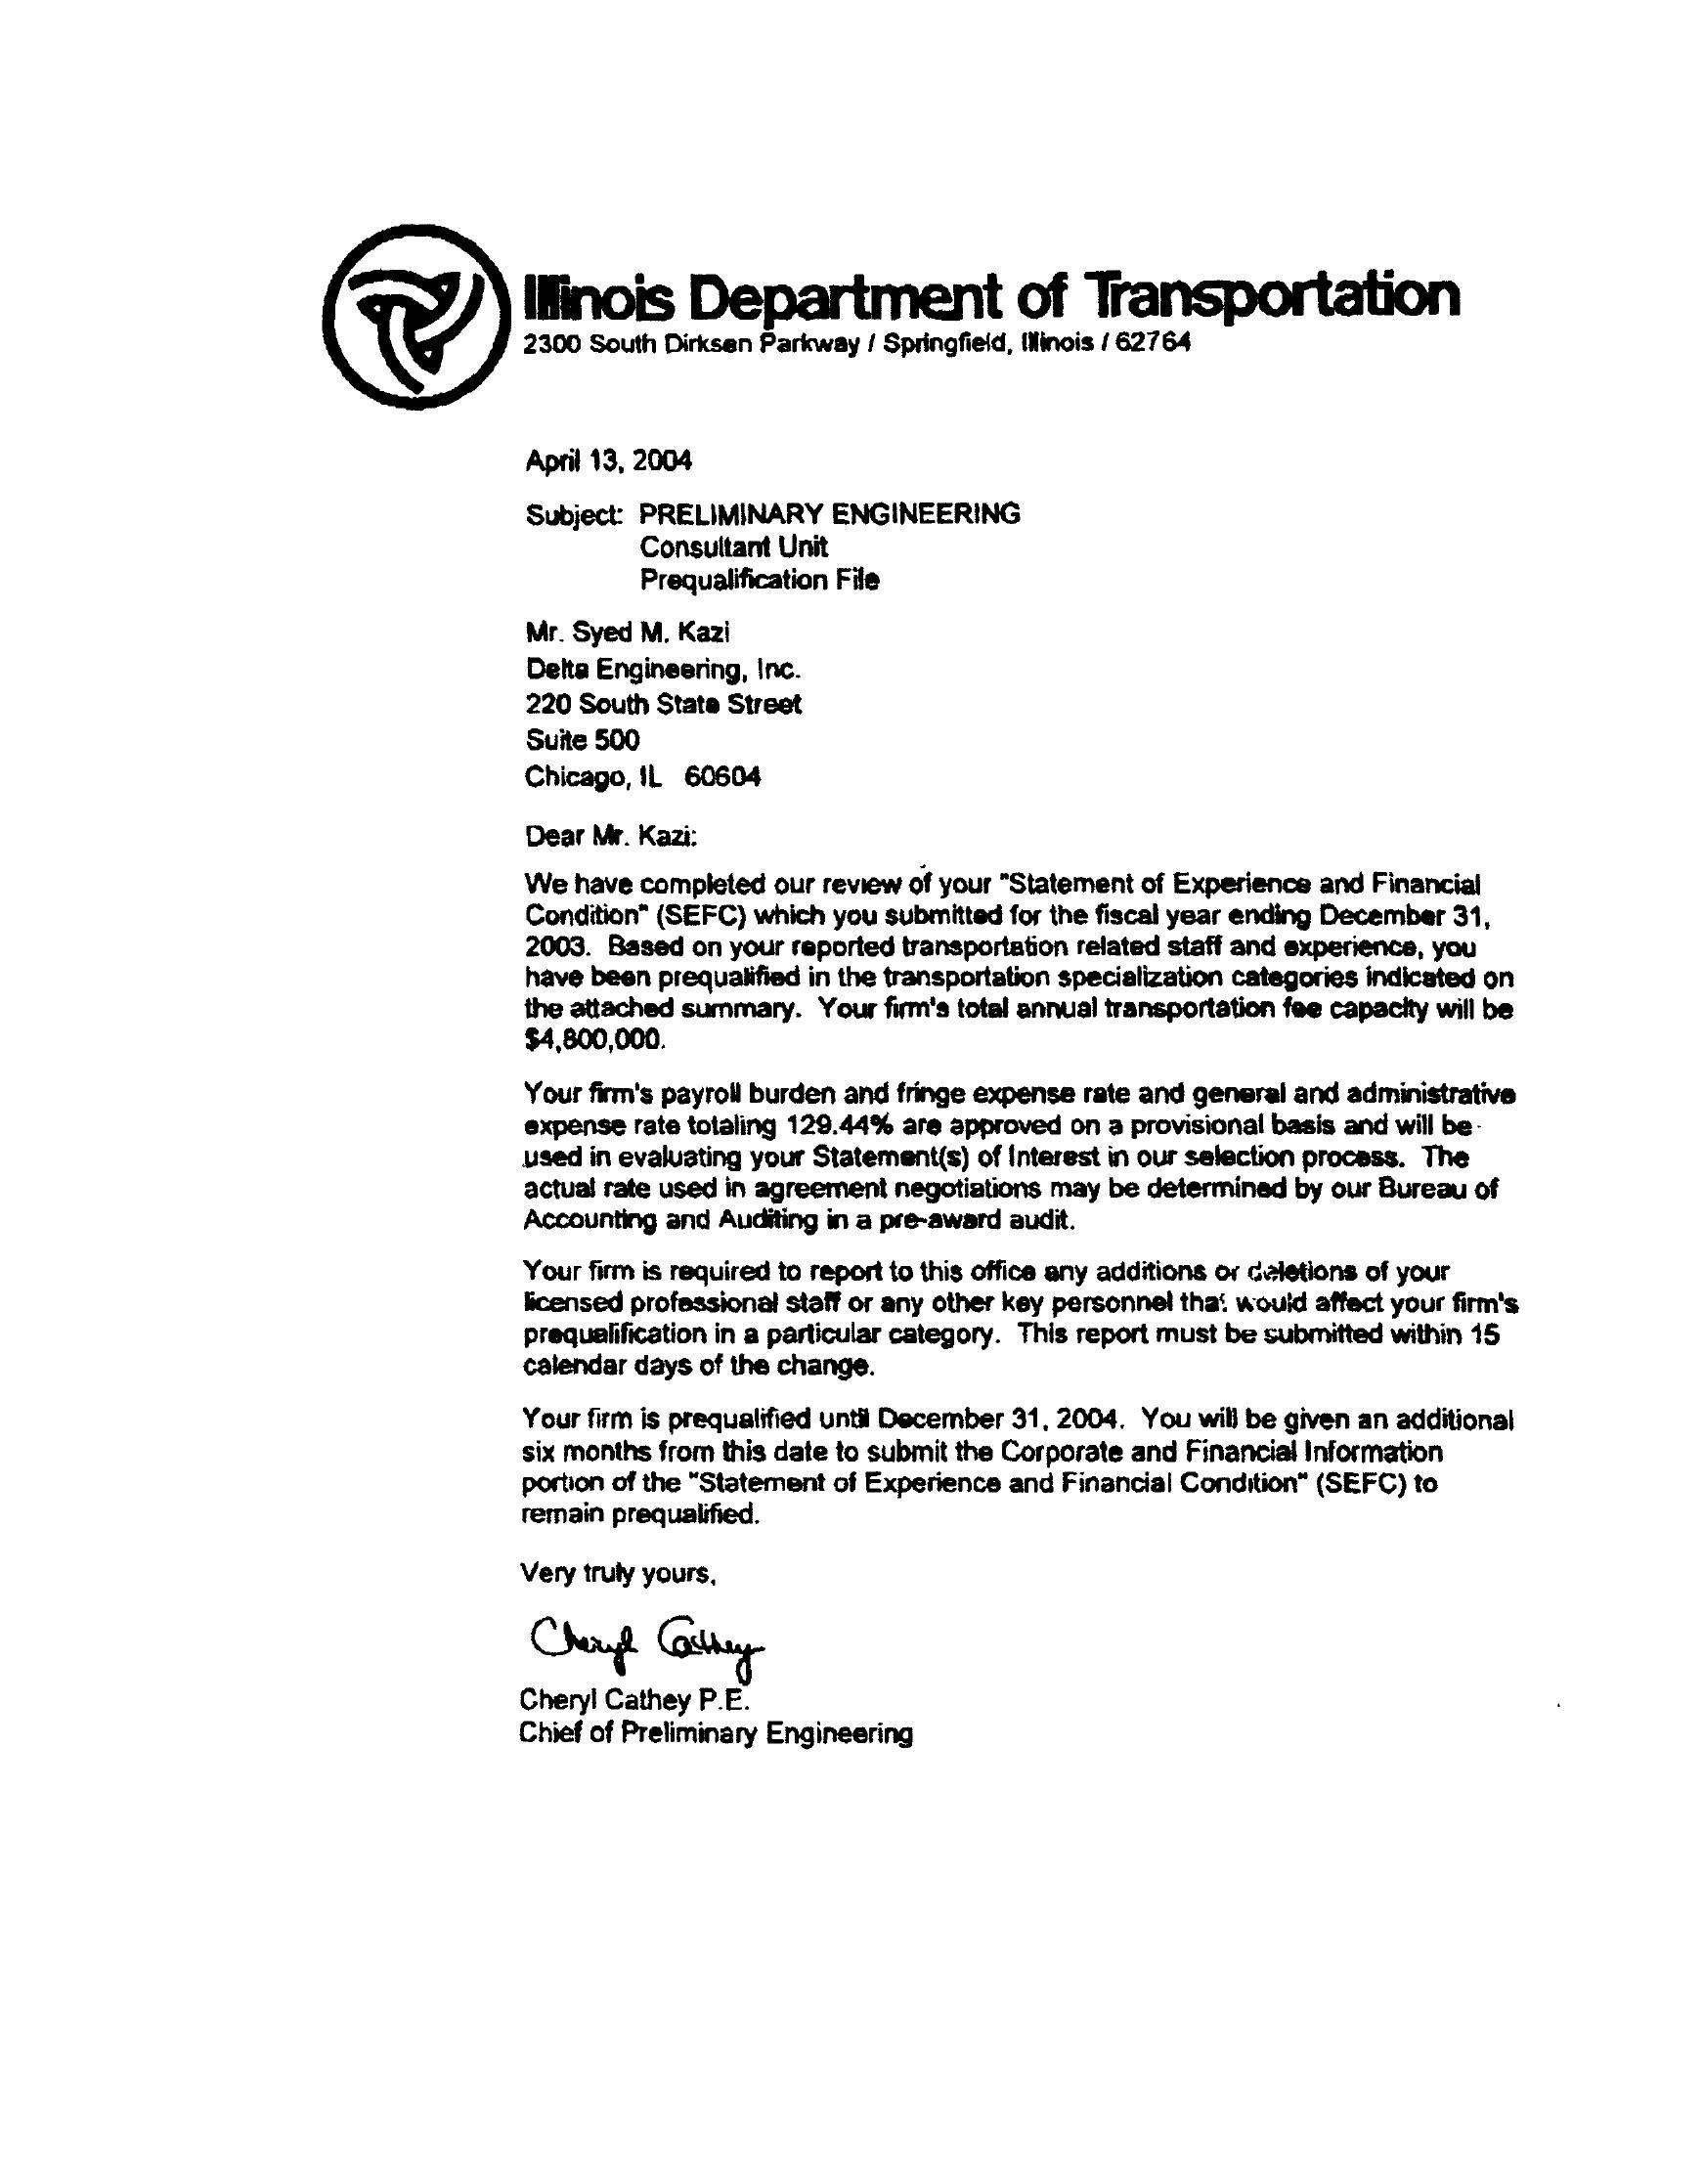 Illinois Department of Transportation
2300 South Dirksen Parkway / Springfield, Illinois / 62764
April 13, 2004
Subject: PRELIMINARY ENGINEERING
Consultant Unit
Prequalification File
Mr. Syed M. Kazi
Delta Engineering, Inc.
220 South State Street
Suite 500
Chicago, IL 60604
Dear Mr. Kazi:
We have completed our review of your "Statement of Experience and Financial
Condition" (SEFC) which you submitted for the fiscal year ending December 31,
2003. Based on your reported transportation related staff and experience, you
have been prequalified in the transportation specialization categories indicated on
the attached summary. Your firm's total annual transportation fee capacity will be
$4,800,000.
Your firm's payroll burden and fringe expense rate and general and administrative
expense rate totaling 129.44% are approved on a provisional basis and will be
used in evaluating your Statement(s) of Interest in our selection process. The
actual rate used in agreement negotiations may be determined by our Bureau of
Accounting and Auditing in a pre-award audit.
Your firm is required to report to this office any additions or deletions of your
licensed professional staff or any other key personnel that would affect your firm's
prequalification in a particular category. This report must be submitted within 15
calendar days of the change.
Your firm is prequalified until December 31, 2004. You will be given an additional
six months from this date to submit the Corporate and Financial Information
portion of the "Statement of Experience and Financial Condition" (SEFC) to
remain prequalified.
Very truly yours,
Cheryl Cathey
Cheryl Cathey P.E.
Chief of Preliminary Engineering